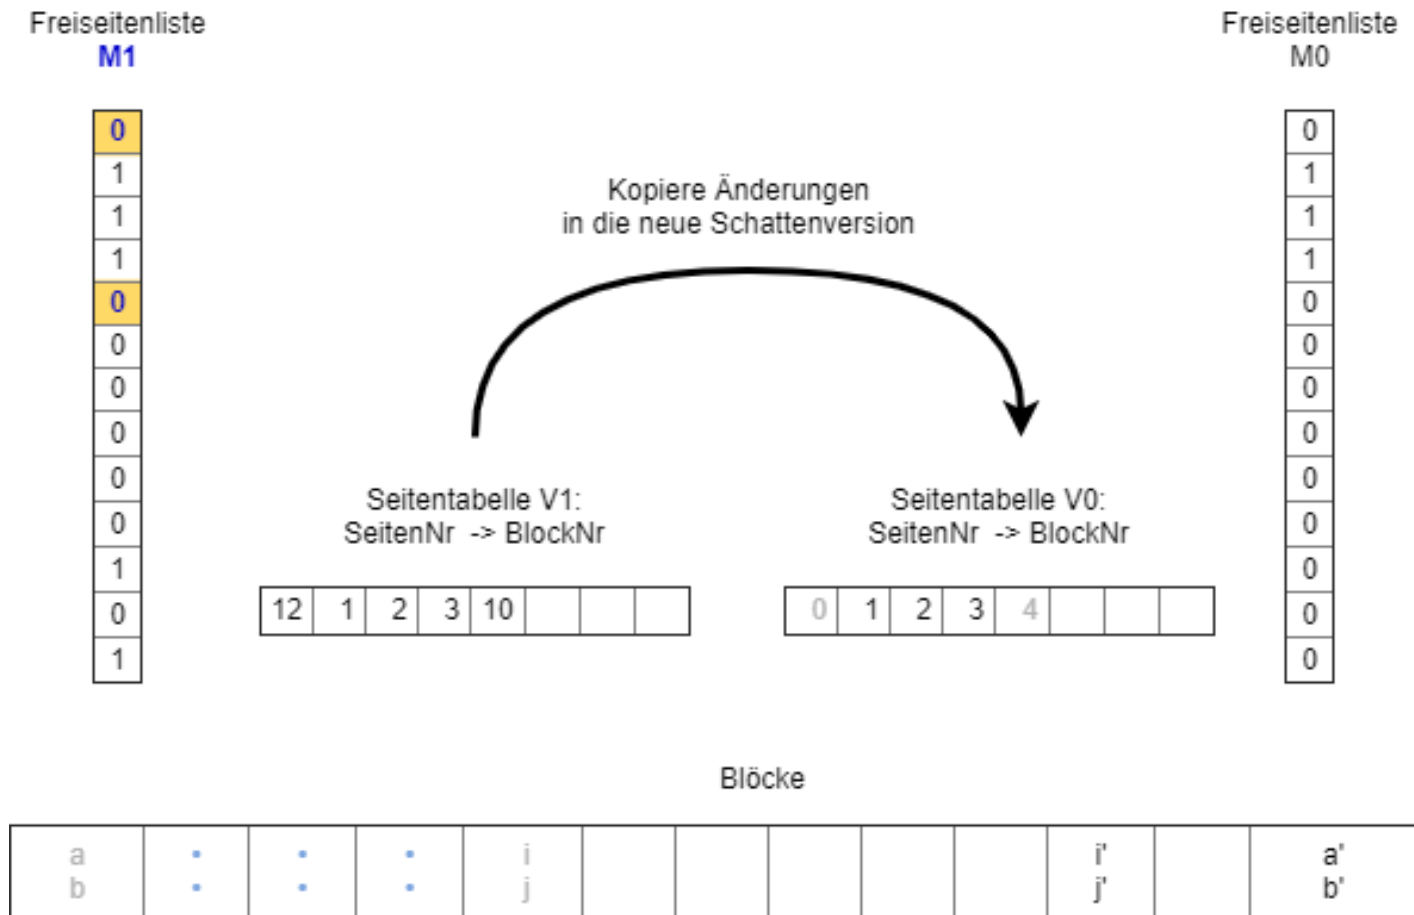 Freiseitenliste
M1
Freiseitenliste
M0
0
1
1
1
0
0
0
0
0
0
1
0
1
Kopiere Änderungen
in die neue Schattenversion
Seitentabelle V1:
SeitenNr -> BlockNr
12 1 2 3 10
Seitentabelle V0:
SeitenNr -> BlockNr
0 1 2 3 4
0
1
1
1
0
0
0
0
0
0
0
0
0
Blöcke
a : : : i i' a'
b : : : j j' b'